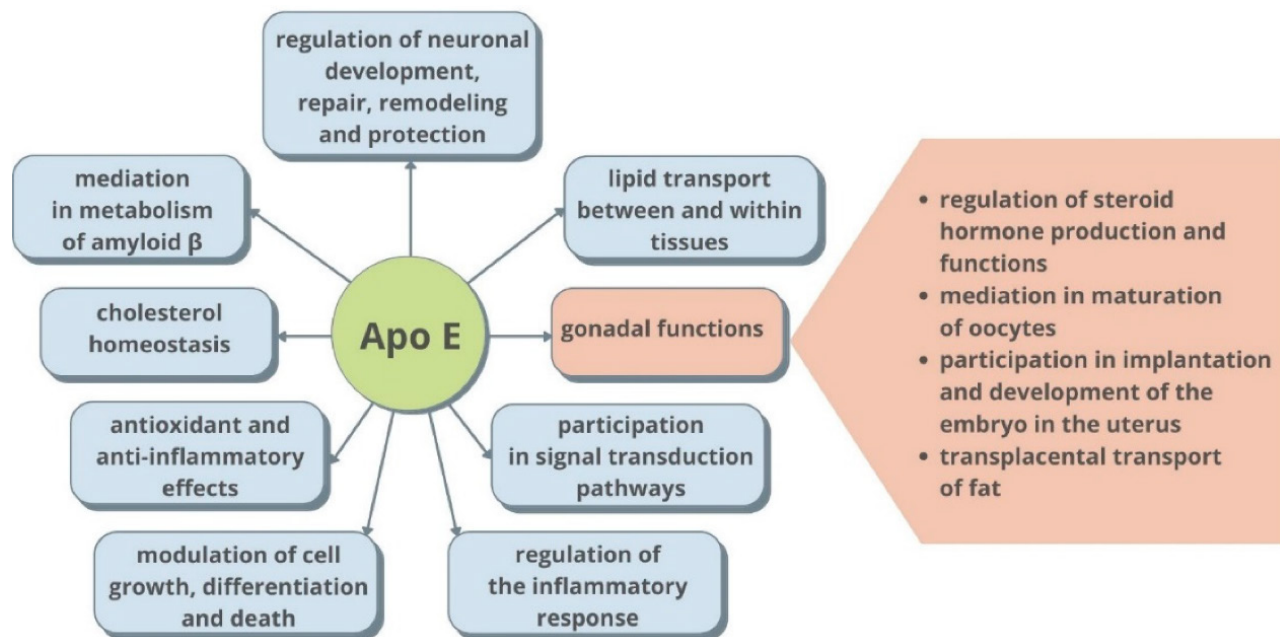 regulation of neuronal
development,
repair, remodeling
and protection
mediation
in metabolism
of amyloid β
lipid transport
between and within
tissues
cholesterol
homeostasis
Apo E
gonadal functions
antioxidant and
anti-inflammatory
effects
participation
in signal transduction
pathways
modulation of cell
growth, differentiation
and death
regulation of
the inflammatory
response
• regulation of steroid
hormone production and
functions
• mediation in maturation
of oocytes
• participation in implantation
and development of the
embryo in the uterus
• transplacental transport
of fat